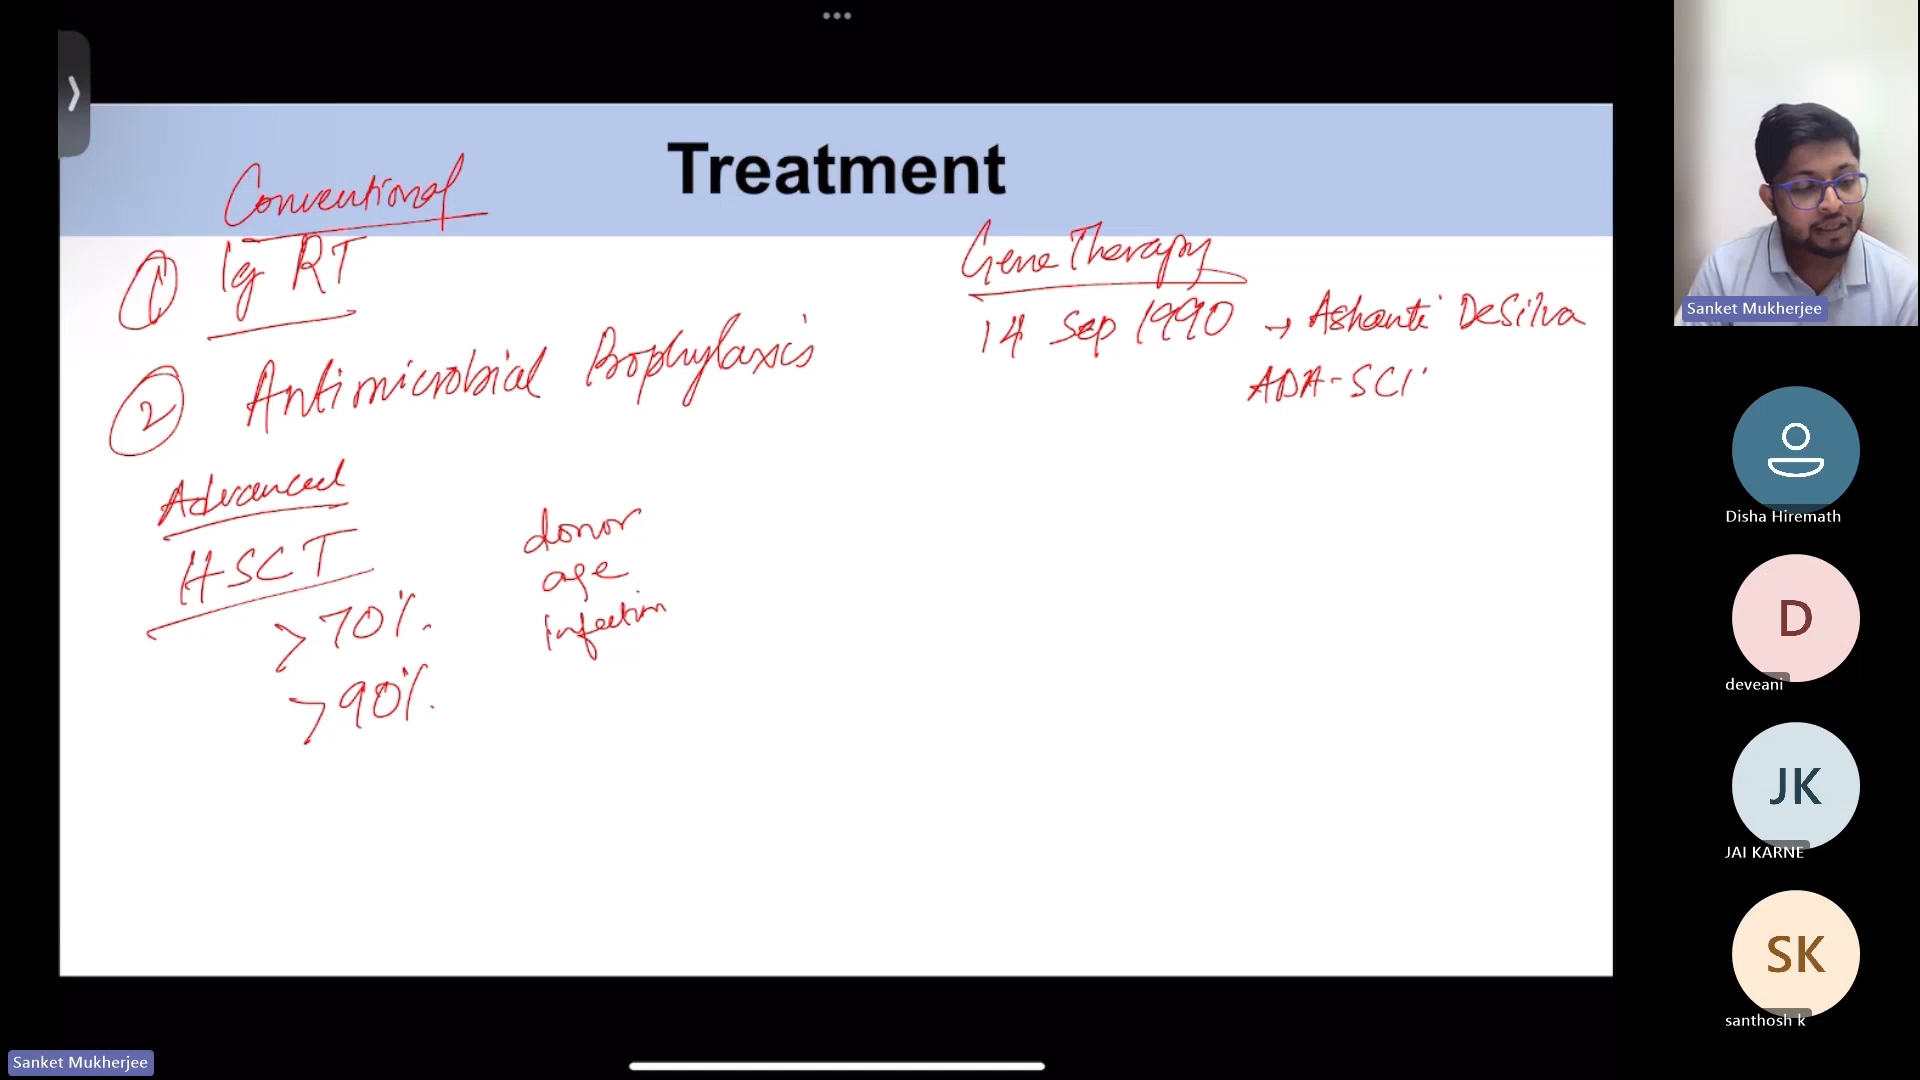 Treatment
Conventional
1 Ig RT
2 Antimicrobial Prophylaxis
Advanced
HSCT
>70%.
>90%.
donor
age
infection
Gene Therapy
14 Sep 1990 → Ashanti DeSilva
ADA-SCI
Sanket Mukherjee
Disha Hiremath
D
deveani
JK
JAI KARNE
SK
santhosh k
Sanket Mukherjee